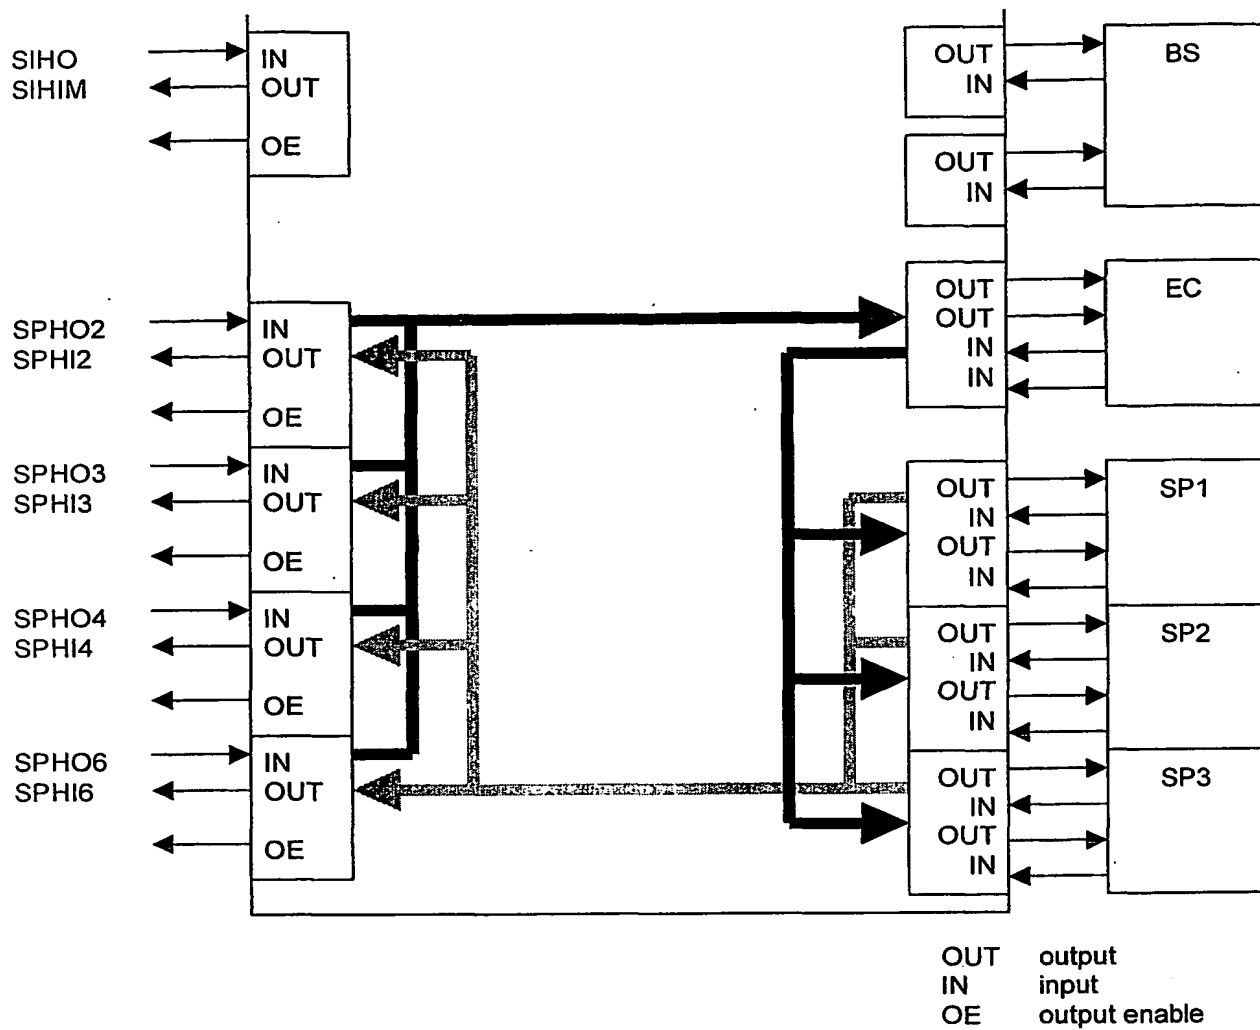 SIHO
SIHIM
IN
OUT
OE
OUT
IN
BS
OUT
IN
SPHO2
SPHI2
IN
OUT
OE
OUT
OUT
IN
IN
EC
SPHO3
SPHI3
IN
OUT
OE
OUT
IN
OUT
IN
SP1
SPHO4
SPHI4
IN
OUT
OE
OUT
IN
OUT
IN
SP2
SPHO6
SPHI6
IN
OUT
OE
OUT
IN
OUT
IN
SP3
OUT output
IN input
OE output enable